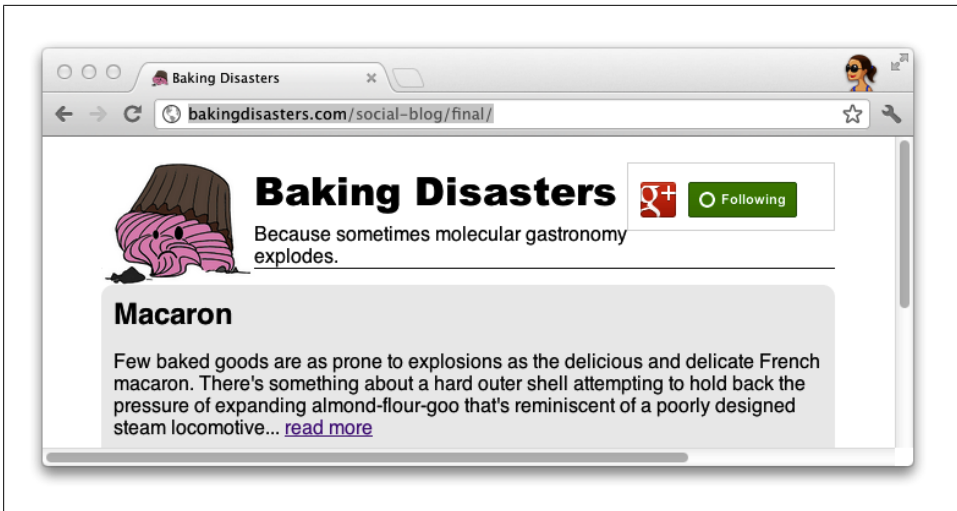 Baking Disasters
bakingdisasters.com/social-blog/final/
Baking Disasters
g+ Following
Because sometimes molecular gastronomy
explodes.
Macaron
Few baked goods are as prone to explosions as the delicious and delicate French
macaron. There's something about a hard outer shell attempting to hold back the
pressure of expanding almond-flour-goo that's reminiscent of a poorly designed
steam locomotive... read more